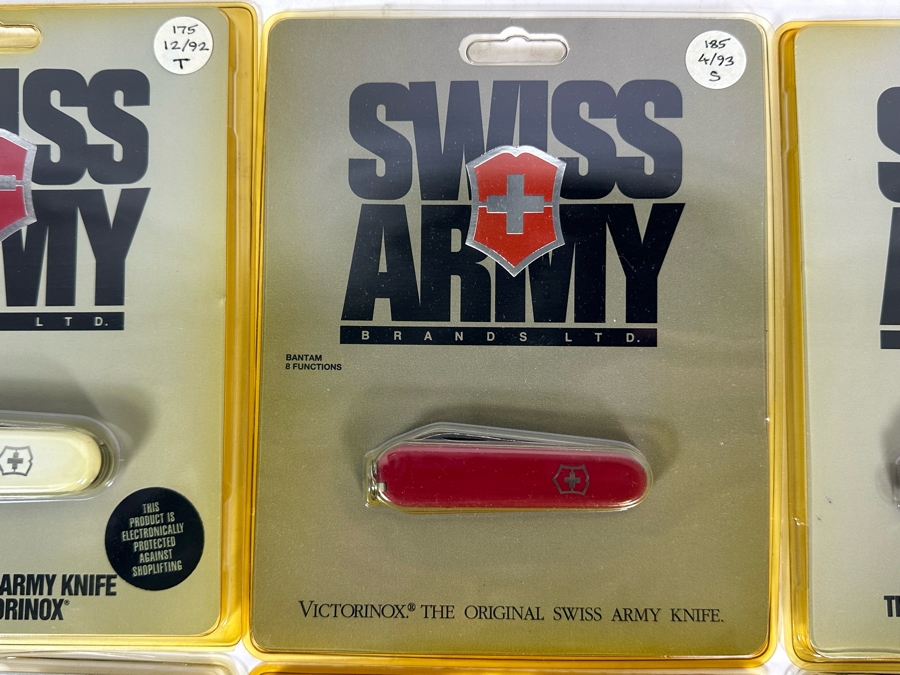 175
12/92
T
ISS
MY
LTD.
THIS
PRODUCT IS
ELECTRONICALLY
PROTECTED
AGAINST
SHOPLIFTING
ARMY KNIFE
ORINOX®
185
4/93
S
SWISS
ARMY
BRANDS LTD.
BANTAM
8 FUNCTIONS
VICTORINOX® THE ORIGINAL SWISS ARMY KNIFE.